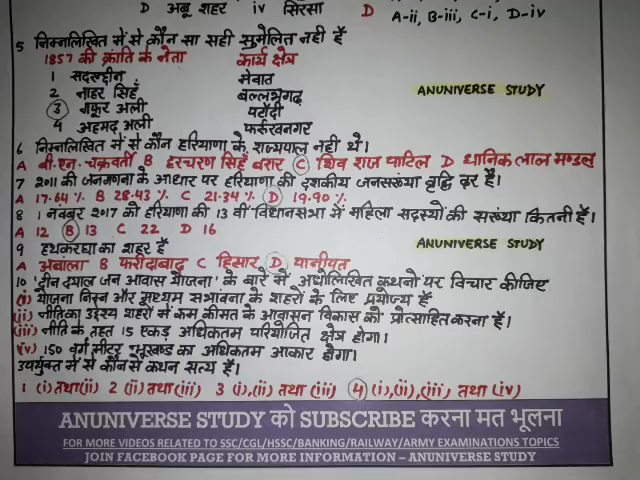 D अबू शहर iv सिरसा D A-ii, B-iii, C-i, D-iv
5 निम्नलिखित में से कौन सा सही सुमेलित नही है
1857 की क्रांति के नेता कार्य क्षेत्र
1 सदरुद्दीन मेवात
2 नाहर सिहँ बल्लभगढ़ ANUNIVERSE STUDY
3 गफूर अली पटौदी
4 अहमद अली फर्रुखनगर
6 निम्नलिखित में से कौन हरियाणा के राज्यपाल नही थे।
A बी.एन. चक्रवर्ती B हरचरण सिहँ बरार C शिव राज पाटिल D धानिक लाल मण्डल
7 2011 की जनगणना के आधार पर हरियाणा की दशकीय जनसंख्या वृद्धि दर है।
A 17.64 % B 28.43 % C 21.34 % D 19.90 %
8 1 नवबर 2017 को हरियाणा की 13 वीं विधानसभा में महिला सदस्यों की संख्या कितनी है।
A 12 B 13 C 22 D 16
9 हथकरघा का शहर है ANUNIVERSE STUDY
A अंबाला B फरीदाबाद C हिसार D पानीपत
10 'दीन दयाल जन आवास योजना' के बारे में अधोलिखित कथनों पर विचार कीजिए
(i) योजना निम्न और मध्यम संभावना के शहरों के लिए प्रयोज्य है
(ii) नीति का उद्देश्य शहरों में कम कीमत के आवासन विकास को प्रोत्साहित करना है।
(iii) नीति के तहत 15 एकड़ अधिकतम परियोजित क्षेत्र होगा।
(iv) 150 वर्ग मीटर भूखण्ड का अधिकतम आकार होगा।
उपर्युक्त में से कौन से कथन सत्य है।
1 (i) तथा (ii) 2 (ii) तथा (iii) 3 (i), (ii) तथा (iii) 4 (i), (ii), (iii) तथा (iv)
ANUNIVERSE STUDY को SUBSCRIBE करना मत भूलना
FOR MORE VIDEOS RELATED TO SSC/CGL/HSSC/BANKING/RAILWAY/ARMY EXAMINATIONS TOPICS
JOIN FACEBOOK PAGE FOR MORE INFORMATION – ANUNIVERSE STUDY